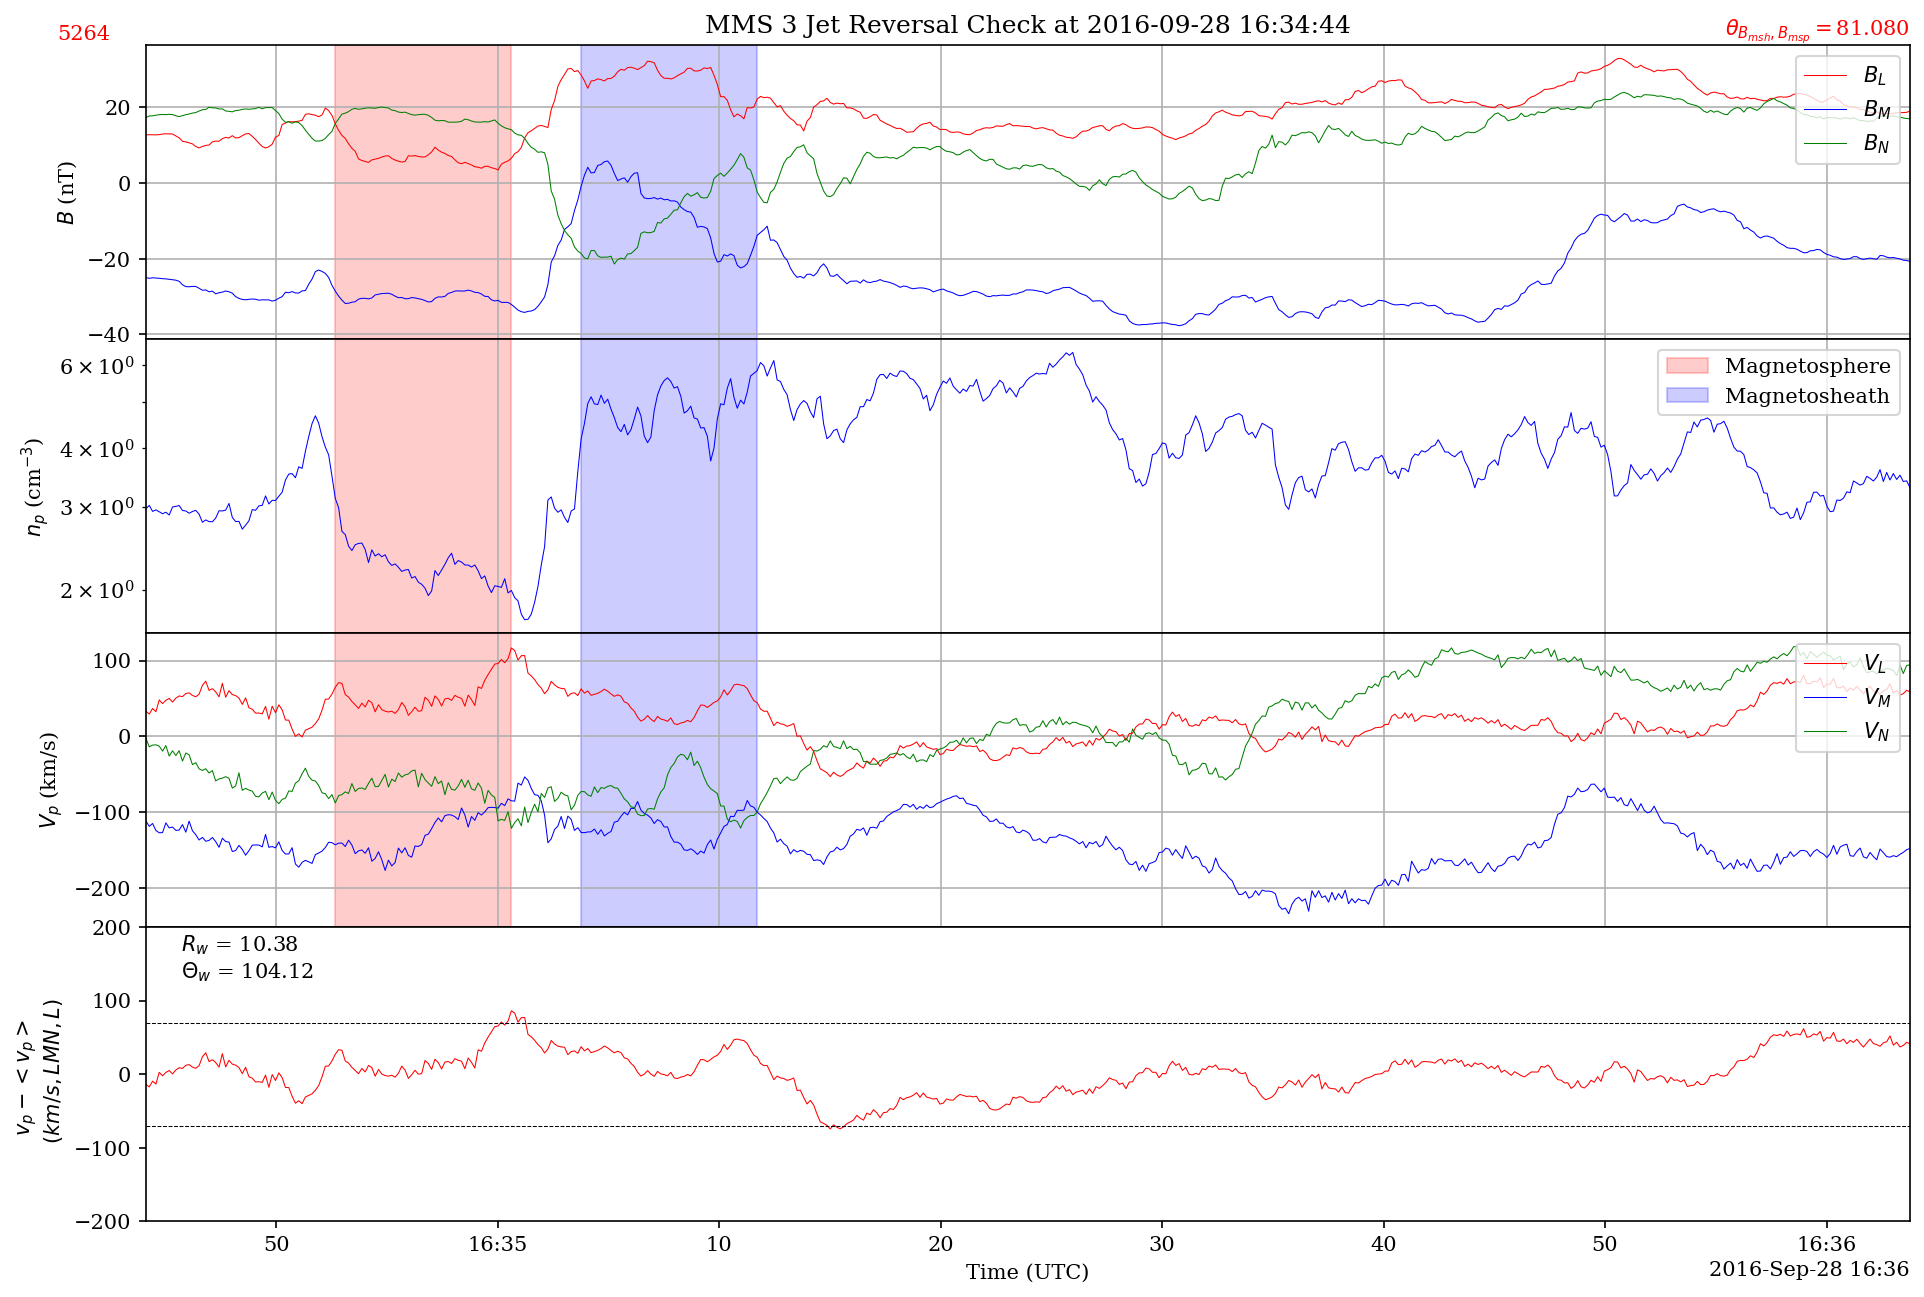 MMS 3 Jet Reversal Check at 2016-09-28 16:34:44
5264
θ_{B_{msh}, B_{msp}} = 81.080
B (nT)
20
0
−20
−40
B_L
B_M
B_N
n_p (cm^{−3})
6 × 10^0
4 × 10^0
3 × 10^0
2 × 10^0
Magnetosphere
Magnetosheath
V_p (km/s)
100
0
−100
−200
V_L
V_M
V_N
v_p − < v_p >
(km/s, LMN, L)
200
100
0
−100
−200
R_w = 10.38
Θ_w = 104.12
50
16:35
10
20
30
40
50
16:36
Time (UTC)
2016-Sep-28 16:36